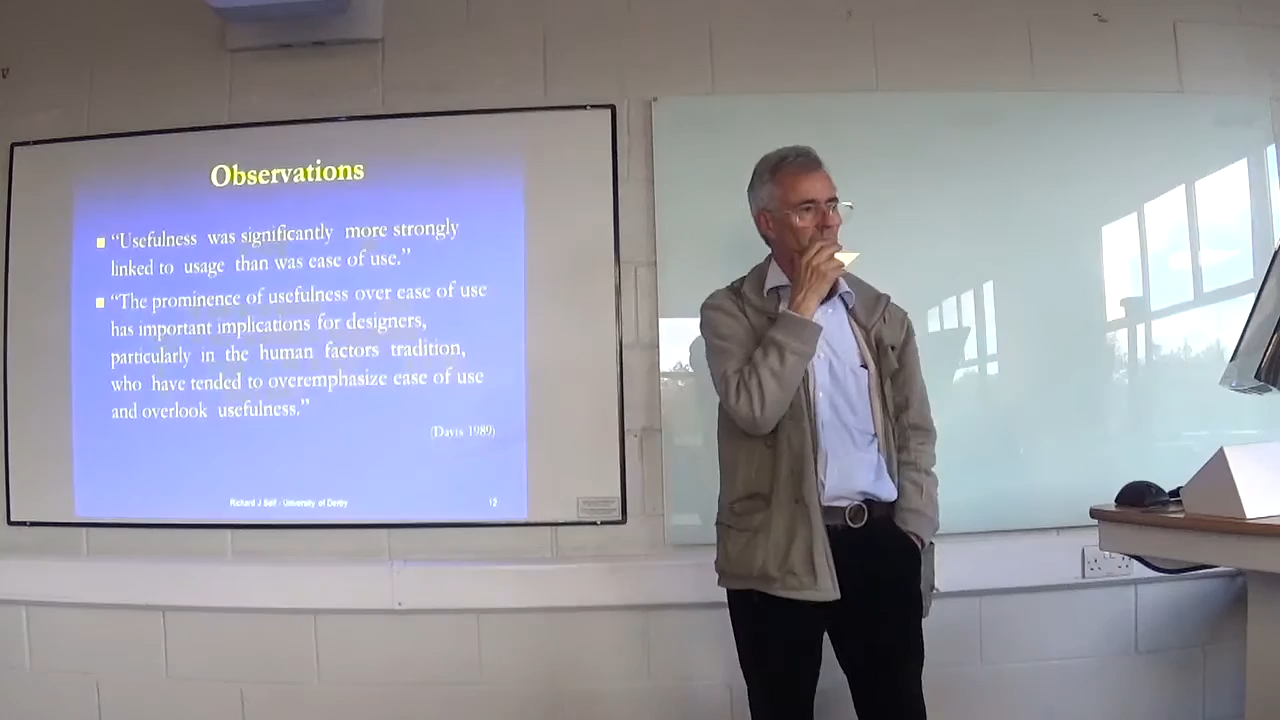 Observations
“Usefulness was significantly more strongly
linked to usage than was ease of use.”
“The prominence of usefulness over ease of use
has important implications for designers,
particularly in the human factors tradition,
who have tended to overemphasize ease of use
and overlook usefulness.”
(Davis 1989)
Richard J Self - University of Derby 12